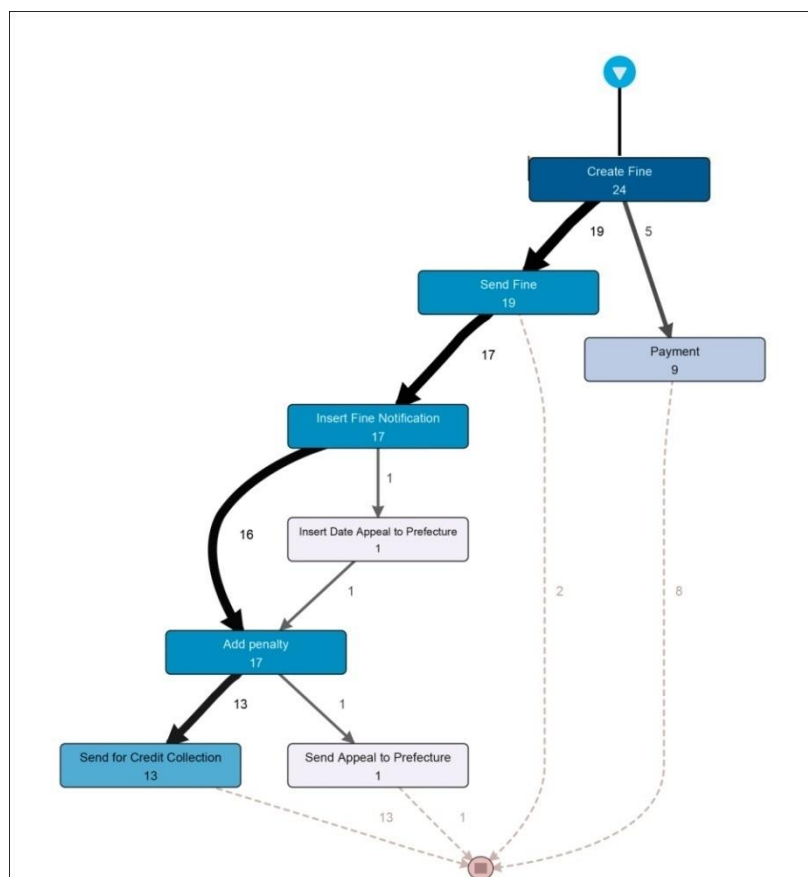 Create Fine
24
19
5
Send Fine
19
Payment
9
17
Insert Fine Notification
17
1
16
Insert Date Appeal to Prefecture
1
1
2
8
Add penalty
17
13
1
Send for Credit Collection
13
Send Appeal to Prefecture
1
13
1